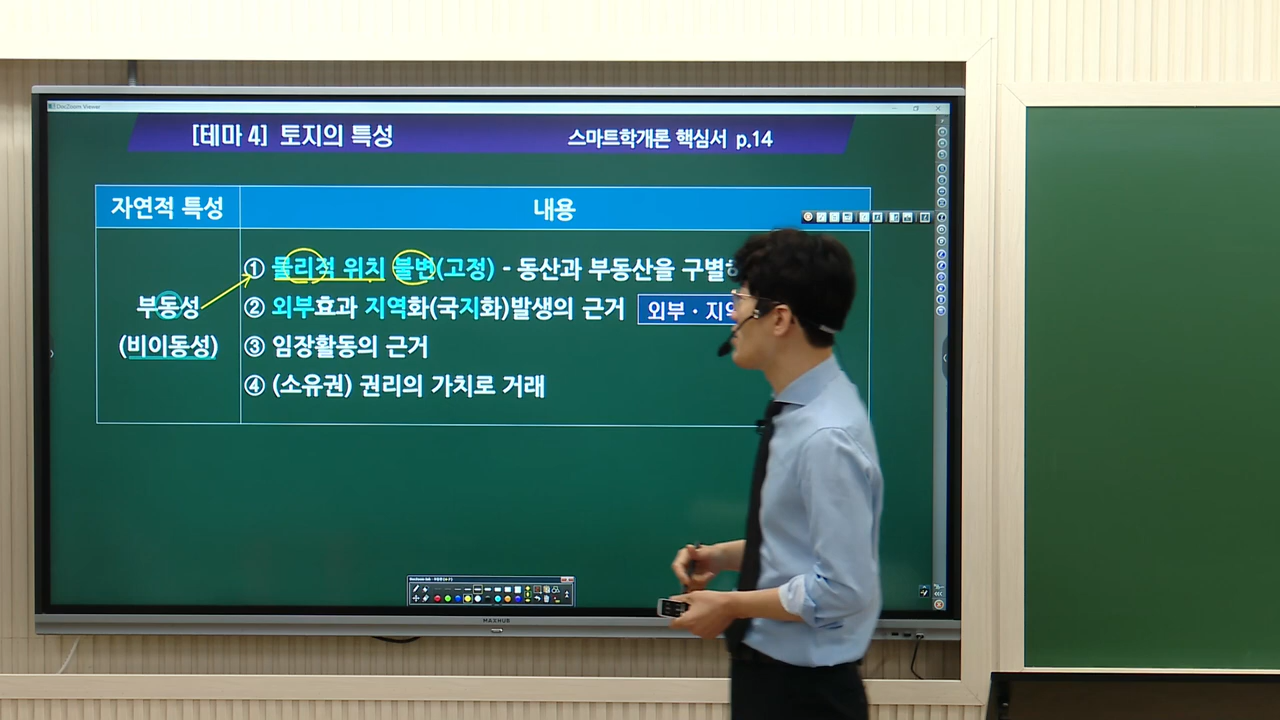 DocZoom Viewer
[테마 4] 토지의 특성
스마트학개론 핵심서 p.14
자연적 특성
내용
부동성
(비이동성)
① 물리적 위치 불변(고정) - 동산과 부동산을 구별하
② 외부효과 지역화(국지화)발생의 근거
외부 · 지역
③ 임장활동의 근거
④ (소유권) 권리의 가치로 거래
MAXHUB